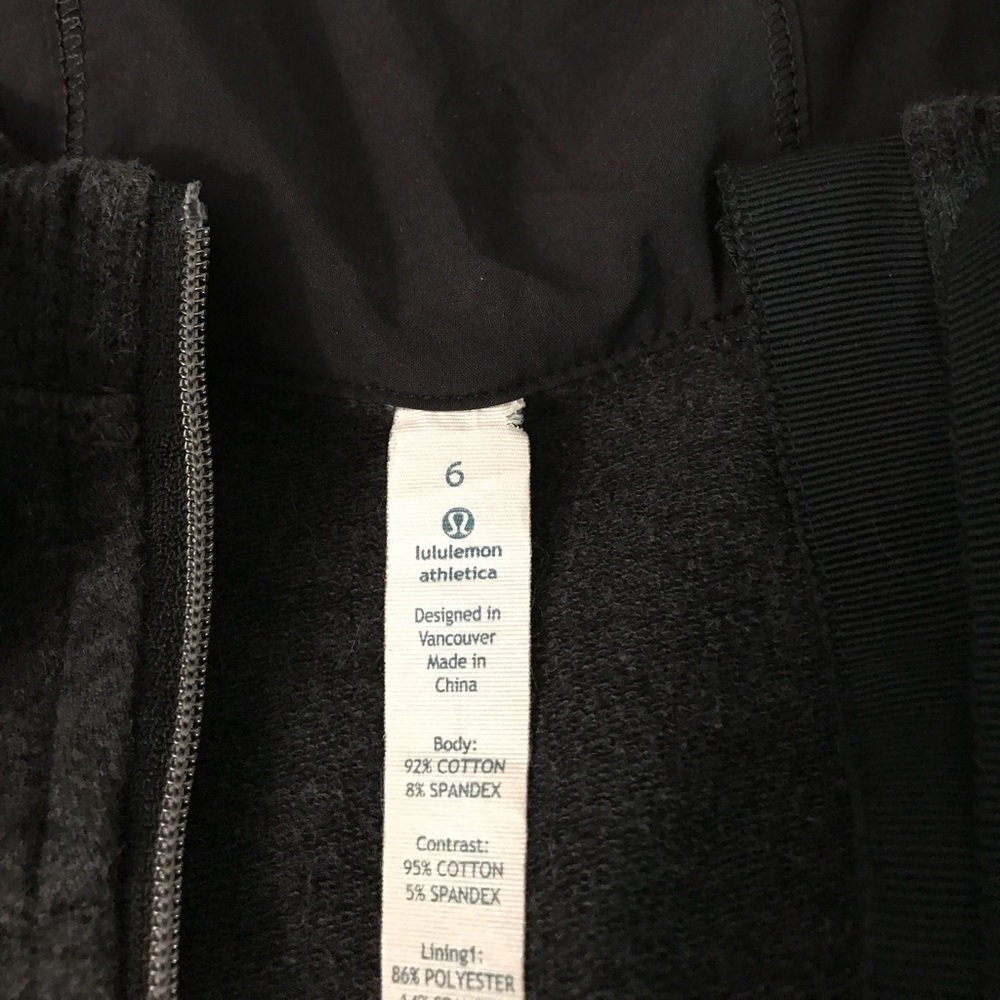 6
lululemon
athletica
Designed in
Vancouver
Made in
China
Body:
92% COTTON
8% SPANDEX
Contrast:
95% COTTON
5% SPANDEX
Lining1:
86% POLYESTER